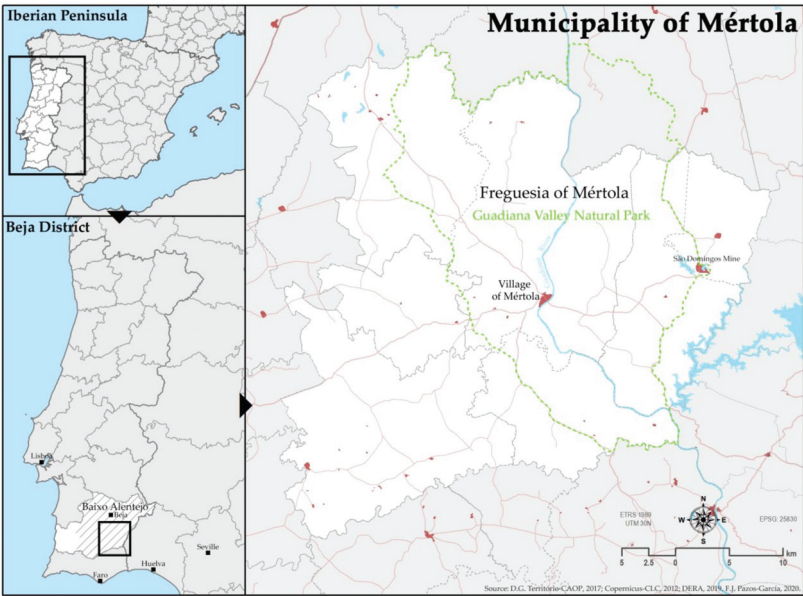 Iberian Peninsula
Municipality of Mértola
Freguesia of Mértola
Guadiana Valley Natural Park
São Domingos Mine
Village
of Mértola
Beja District
Lisboa
Baixo Alentejo
Beja
Seville
Huelva
Faro
ETRS 1989
UTM 30N
N
W
E
S
EPSG: 25830
5 2.5 0 5 10
km
Source: D.G. Território-CAOP, 2017; Copernicus-CLC, 2012; DERA, 2019, F.J. Pazos-García, 2020.